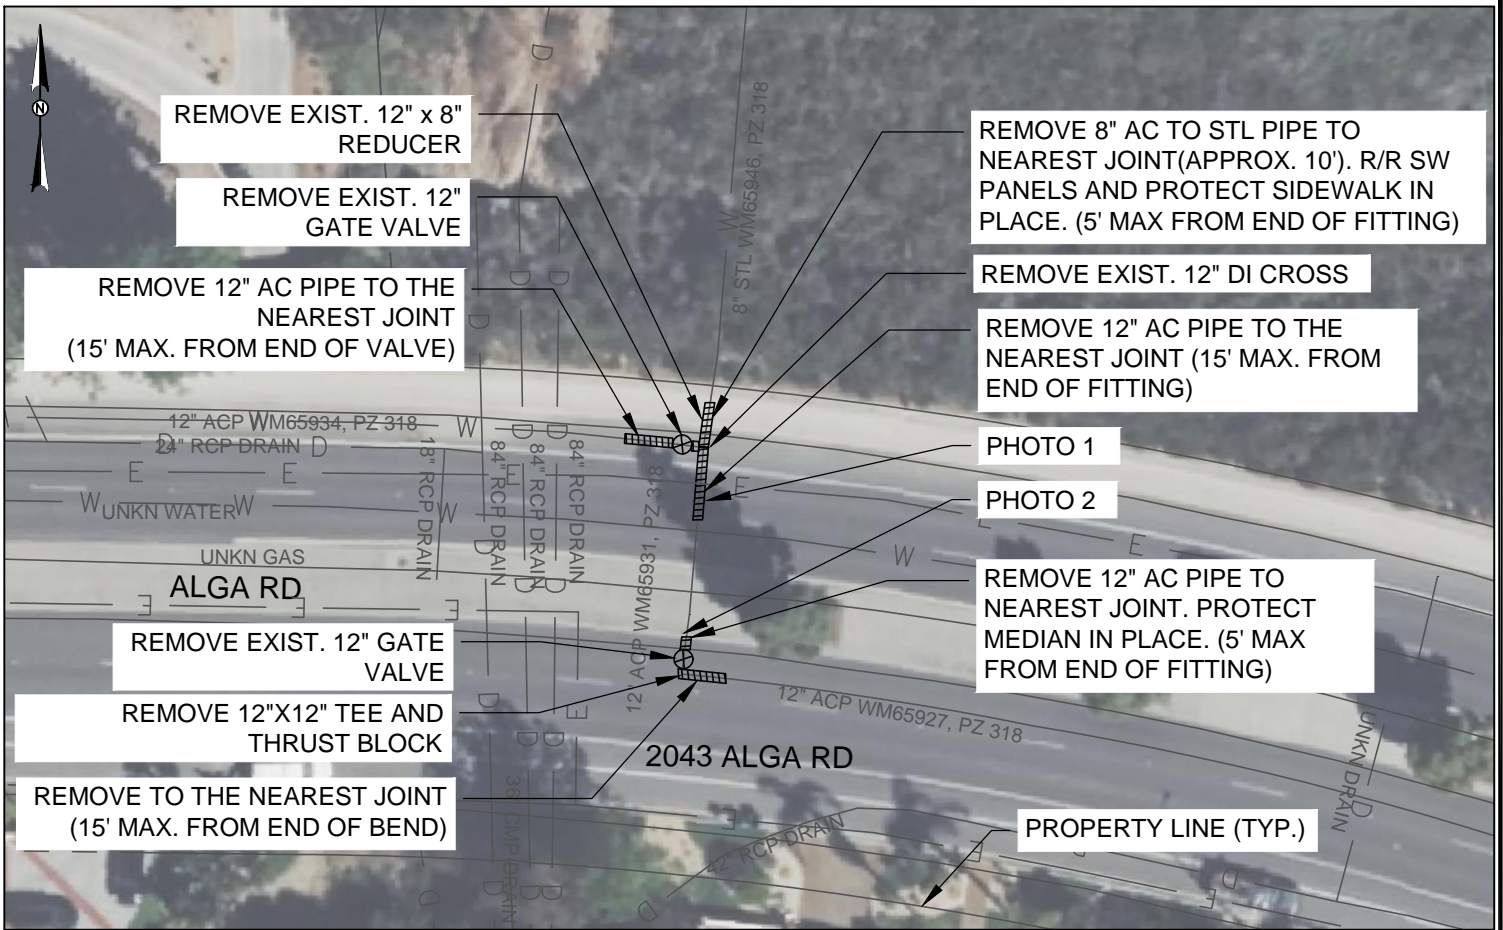 N
REMOVE EXIST. 12" x 8"
REDUCER
REMOVE EXIST. 12"
GATE VALVE
REMOVE 12" AC PIPE TO THE
NEAREST JOINT
(15' MAX. FROM END OF VALVE)
REMOVE 8" AC TO STL PIPE TO
NEAREST JOINT(APPROX. 10'). R/R SW
PANELS AND PROTECT SIDEWALK IN
PLACE. (5' MAX FROM END OF FITTING)
REMOVE EXIST. 12" DI CROSS
REMOVE 12" AC PIPE TO THE
NEAREST JOINT (15' MAX. FROM
END OF FITTING)
PHOTO 1
PHOTO 2
REMOVE 12" AC PIPE TO
NEAREST JOINT. PROTECT
MEDIAN IN PLACE. (5' MAX
FROM END OF FITTING)
8" STL WM65946, PZ 318
W
D
D
D
D
12" ACP WM65934, PZ 318
W
W
24" RCP DRAIN
D
D
D
D
E
E
E
E
W
UNKN WATER
W
W
18" RCP DRAIN
84" RCP DRAIN
84" RCP DRAIN
84" RCP DRAIN
12" ACP WM65931, PZ 318
UNKN GAS
ALGA RD
E
E
E
W
E
E
D
D
D
REMOVE EXIST. 12" GATE
VALVE
REMOVE 12"X12" TEE AND
THRUST BLOCK
REMOVE TO THE NEAREST JOINT
(15' MAX. FROM END OF BEND)
12" ACP WM65927, PZ 318
2043 ALGA RD
E
D
D
D
36" CMP DRAIN
42" RCP DRAIN
D
D
D
D
E
UNKN DRAIN
D
PROPERTY LINE (TYP.)
E
E
D